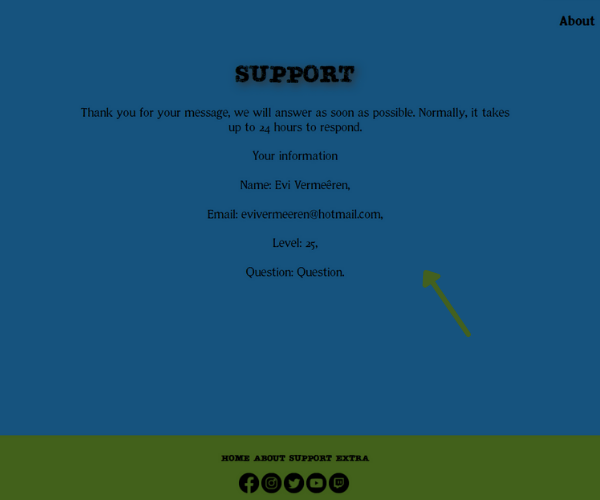 About
SUPPORT
Thank you for your message, we will answer as soon as possible. Normally, it takes
up to 24 hours to respond.
Your information
Name: Evi Vermeêren,
Email: evivermeeren@hotmail.com,
Level: 25,
Question: Question.
HOME ABOUT SUPPORT EXTRA